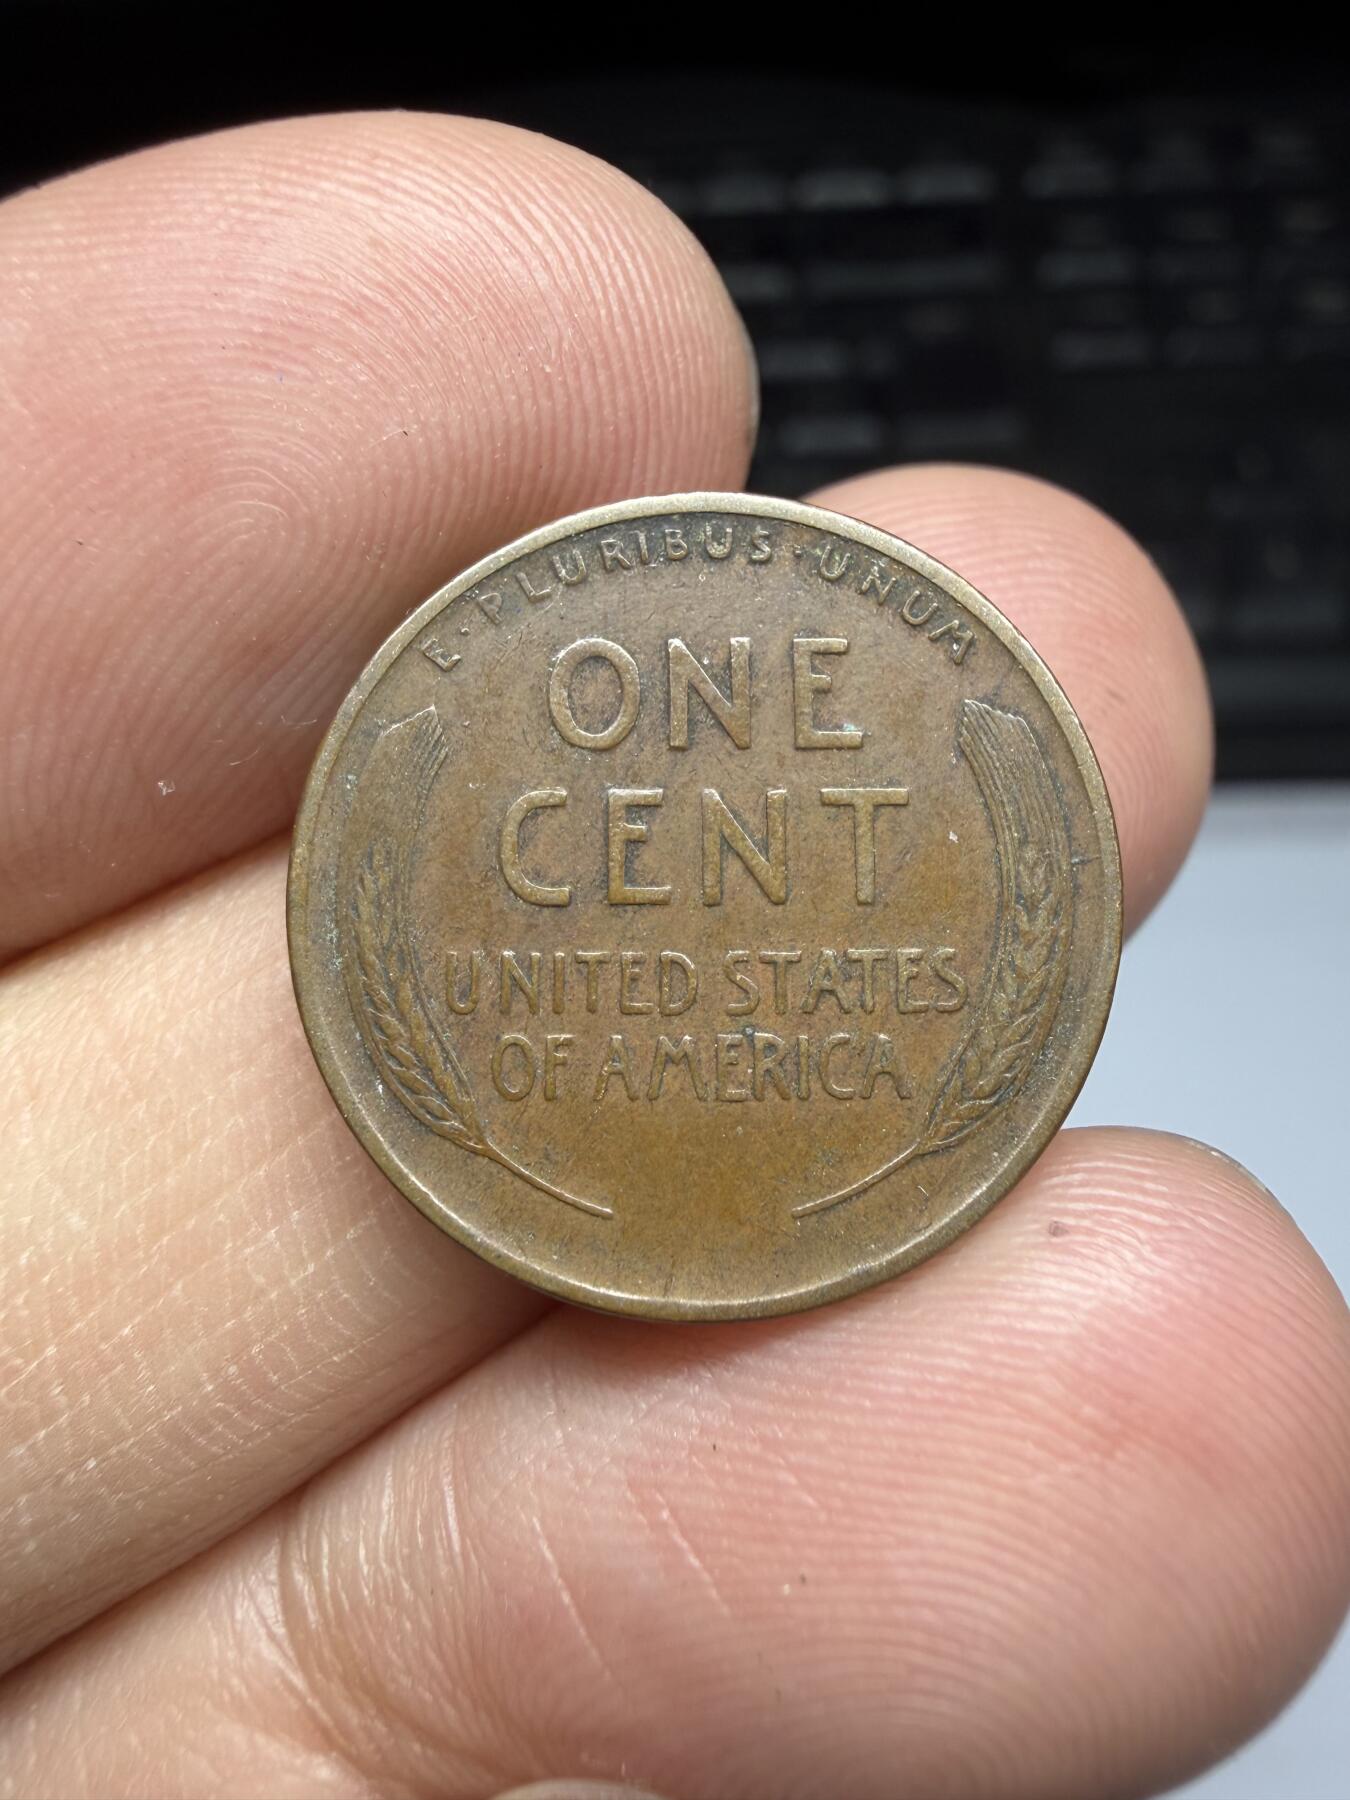 E·PLURIBUS·UNUM
ONE
CENT
UNITED STATES
OF AMERICA